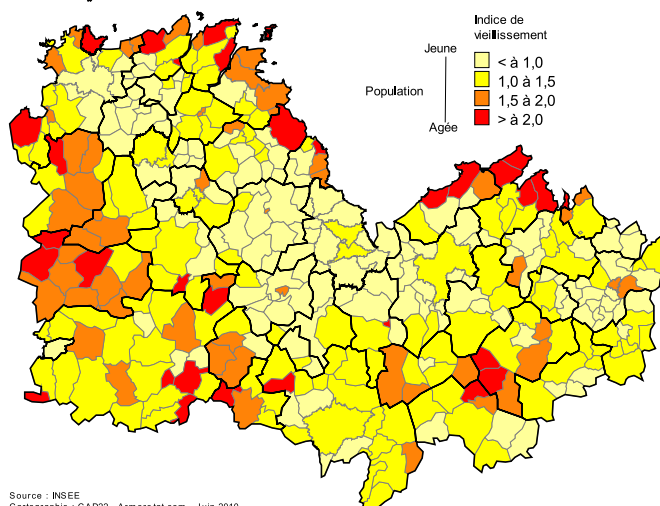 Indice de
vieillissement
Jeune
< à 1,0
1,0 à 1,5
Population
1,5 à 2,0
> à 2,0
Agée
Source : INSEE